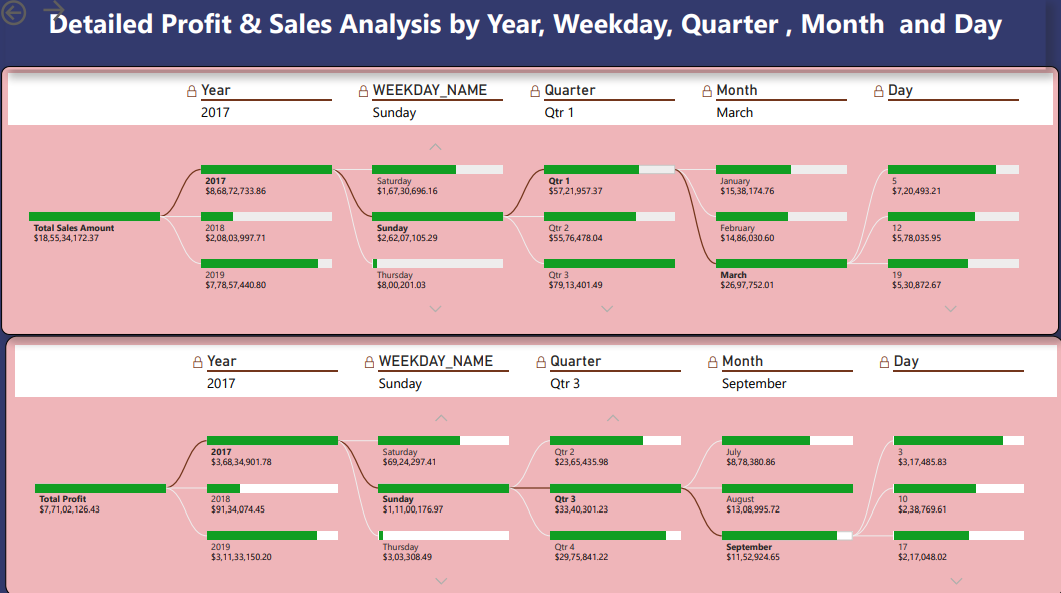 Detailed Profit & Sales Analysis by Year, Weekday, Quarter , Month and Day
Year
WEEKDAY_NAME
Quarter
Month
Day
2017
Sunday
Qtr 1
March
Total Sales Amount
$18,55,34,172.37
2017
$8,68,72,733.86
2018
$2,08,03,997.71
2019
$7,78,57,440.80
Saturday
$1,67,30,696.16
Sunday
$2,62,07,105.29
Thursday
$8,00,201.03
Qtr 1
$57,21,957.37
Qtr 2
$55,76,478.04
Qtr 3
$79,13,401.49
January
$15,38,174.76
February
$14,86,030.60
March
$26,97,752.01
5
$7,20,493.21
12
$5,78,035.95
19
$5,30,872.67
Year
WEEKDAY_NAME
Quarter
Month
Day
2017
Sunday
Qtr 3
September
Total Profit
$7,71,02,126.43
2017
$3,68,34,901.78
2018
$91,34,074.45
2019
$3,11,33,150.20
Saturday
$69,24,297.41
Sunday
$1,11,00,176.97
Thursday
$3,03,308.49
Qtr 2
$23,65,435.98
Qtr 3
$33,40,301.23
Qtr 4
$29,75,841.22
July
$8,78,380.86
August
$13,08,995.72
September
$11,52,924.65
3
$3,17,485.83
10
$2,38,769.61
17
$2,17,048.02